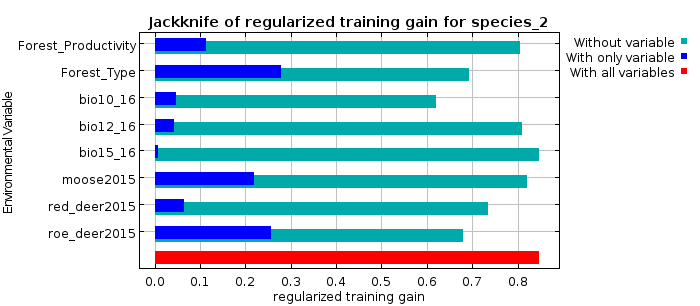 Jackknife of regularized training gain for species_2
Forest_Productivity
Forest_Type
bio10_16
bio12_16
bio15_16
moose2015
red_deer2015
roe_deer2015
Environmental Variable
0.0 0.1 0.2 0.3 0.4 0.5 0.6 0.7 0.8
regularized training gain
Without variable
With only variable
With all variables